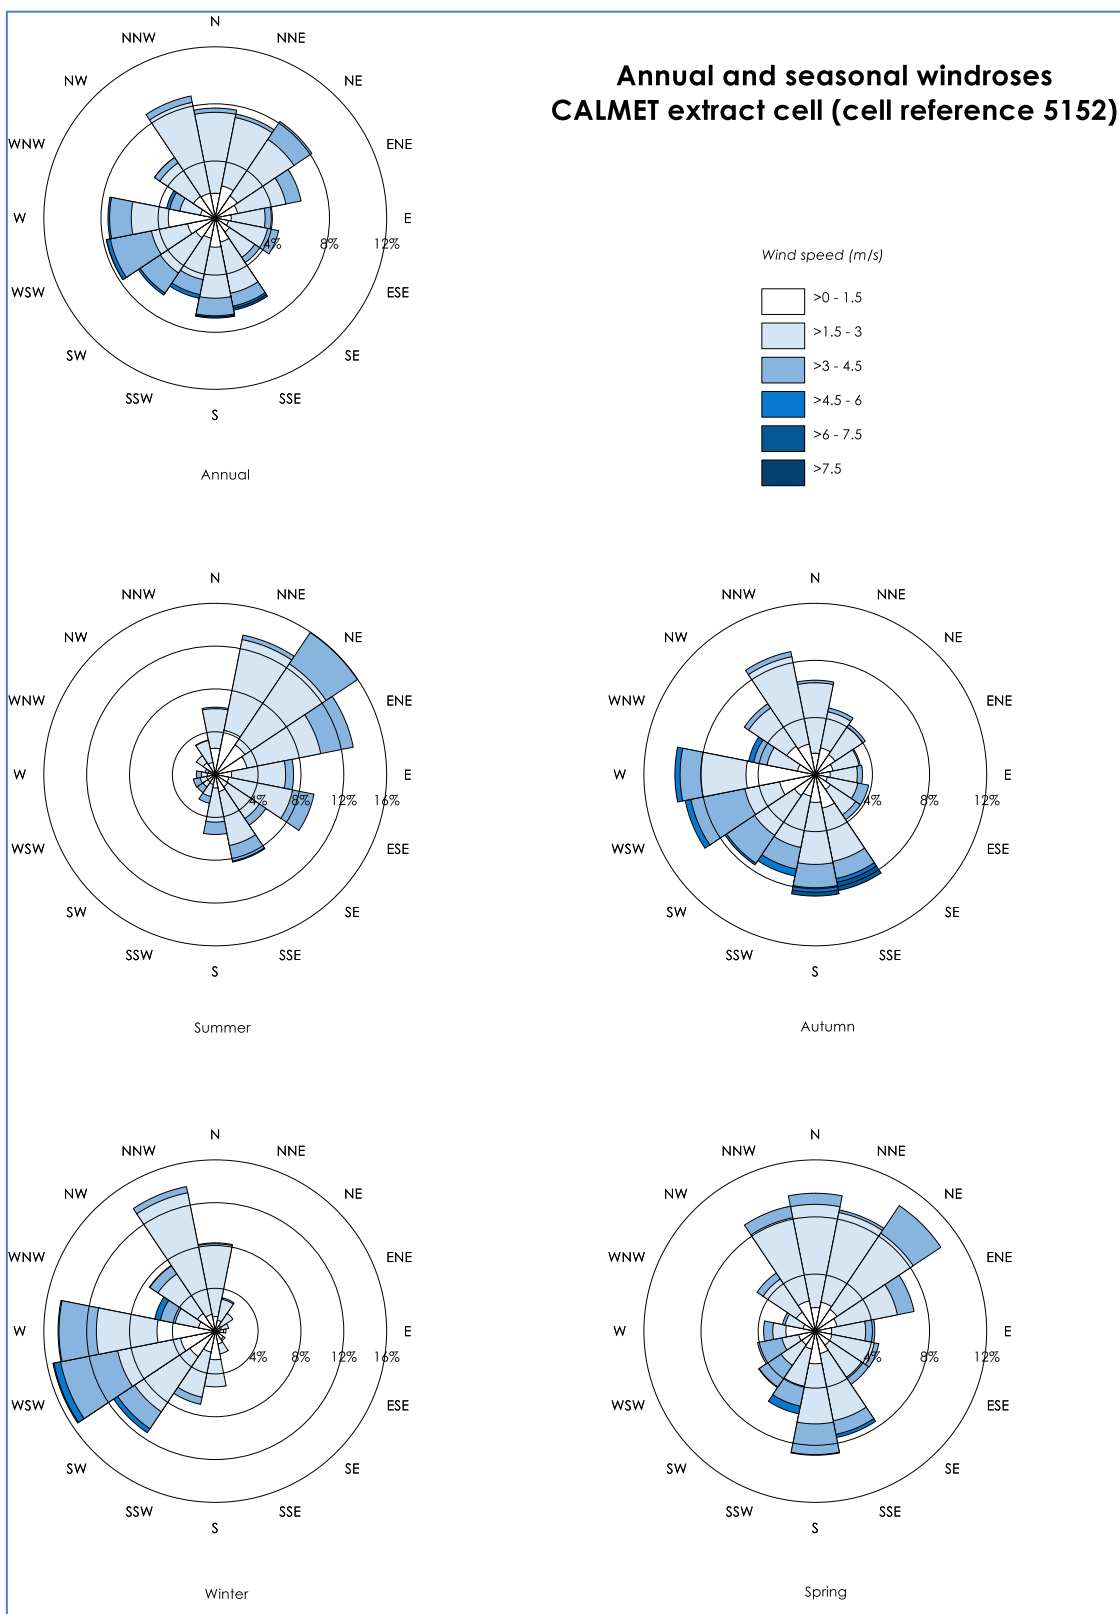 Annual and seasonal windroses
CALMET extract cell (cell reference 5152)
N
NNW NNE
NW NE
WNW ENE
W E
4% 8% 12%
WSW ESE
SW SE
SSW SSE
S
Annual
Wind speed (m/s)
>0 - 1.5
>1.5 - 3
>3 - 4.5
>4.5 - 6
>6 - 7.5
>7.5
N
NNW NNE
NW NE
WNW ENE
W E
4% 8% 12% 16%
WSW ESE
SW SE
SSW SSE
S
Summer
N
NNW NNE
NW NE
WNW ENE
W E
4% 8% 12%
WSW ESE
SW SE
SSW SSE
S
Autumn
N
NNW NNE
NW NE
WNW ENE
W E
4% 8% 12% 16%
WSW ESE
SW SE
SSW SSE
S
Winter
N
NNW NNE
NW NE
WNW ENE
W E
4% 8% 12%
WSW ESE
SW SE
SSW SSE
S
Spring